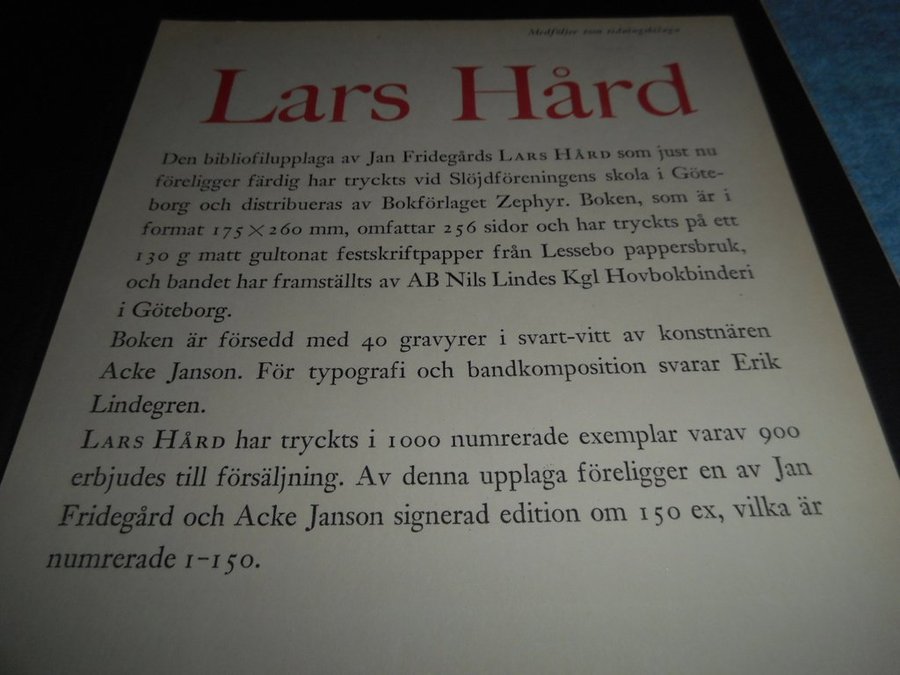 Medföljer som tidningsbilaga
Lars Hård
Den bibliofilupplaga av Jan Fridegårds LARS HÅRD som just nu
föreligger färdig har tryckts vid Slöjdföreningens skola i Göte-
borg och distribueras av Bokförlaget Zephyr. Boken, som är i
format 175×260 mm, omfattar 256 sidor och har tryckts på ett
130 g matt gultonat festskriftpapper från Lessebo pappersbruk,
och bandet har framställts av AB Nils Lindes Kgl Hovbokbinderi
i Göteborg.
Boken är försedd med 40 gravyrer i svart-vitt av konstnären
Acke Janson. För typografi och bandkomposition svarar Erik
Lindegren.
LARS HÅRD har tryckts i 1000 numrerade exemplar varav 900
erbjudes till försäljning. Av denna upplaga föreligger en av Jan
Fridegård och Acke Janson signerad edition om 150 ex, vilka är
numrerade 1-150.